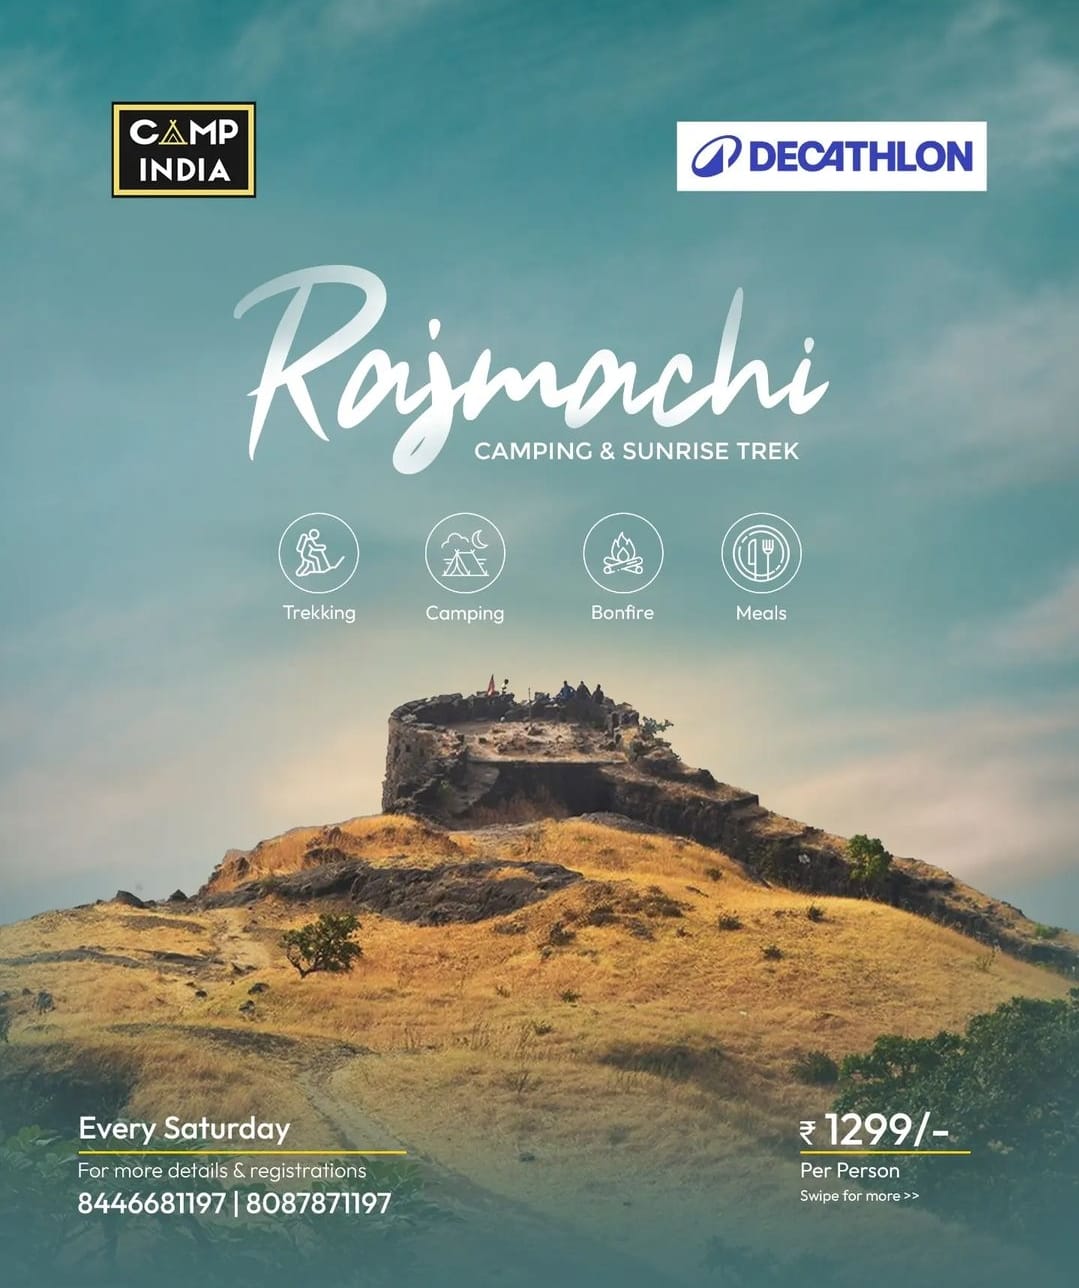 CAMP
INDIA
DECATHLON
Rajmachi
CAMPING & SUNRISE TREK
Trekking
Camping
Bonfire
Meals
Every Saturday
For more details & registrations
8446681197 | 8087871197
₹ 1299/-
Per Person
Swipe for more >>